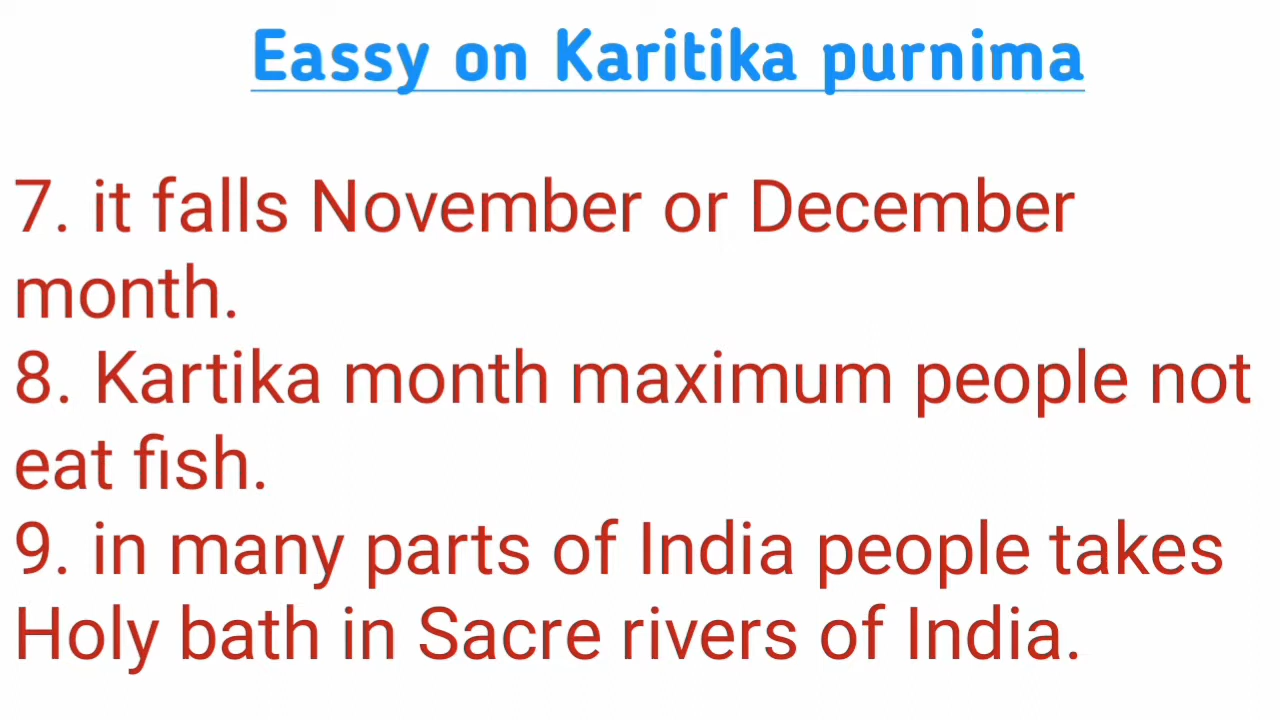 Eassy on Karitika purnima
7. it falls November or December
month.
8. Kartika month maximum people not
eat fish.
9. in many parts of India people takes
Holy bath in Sacre rivers of India.